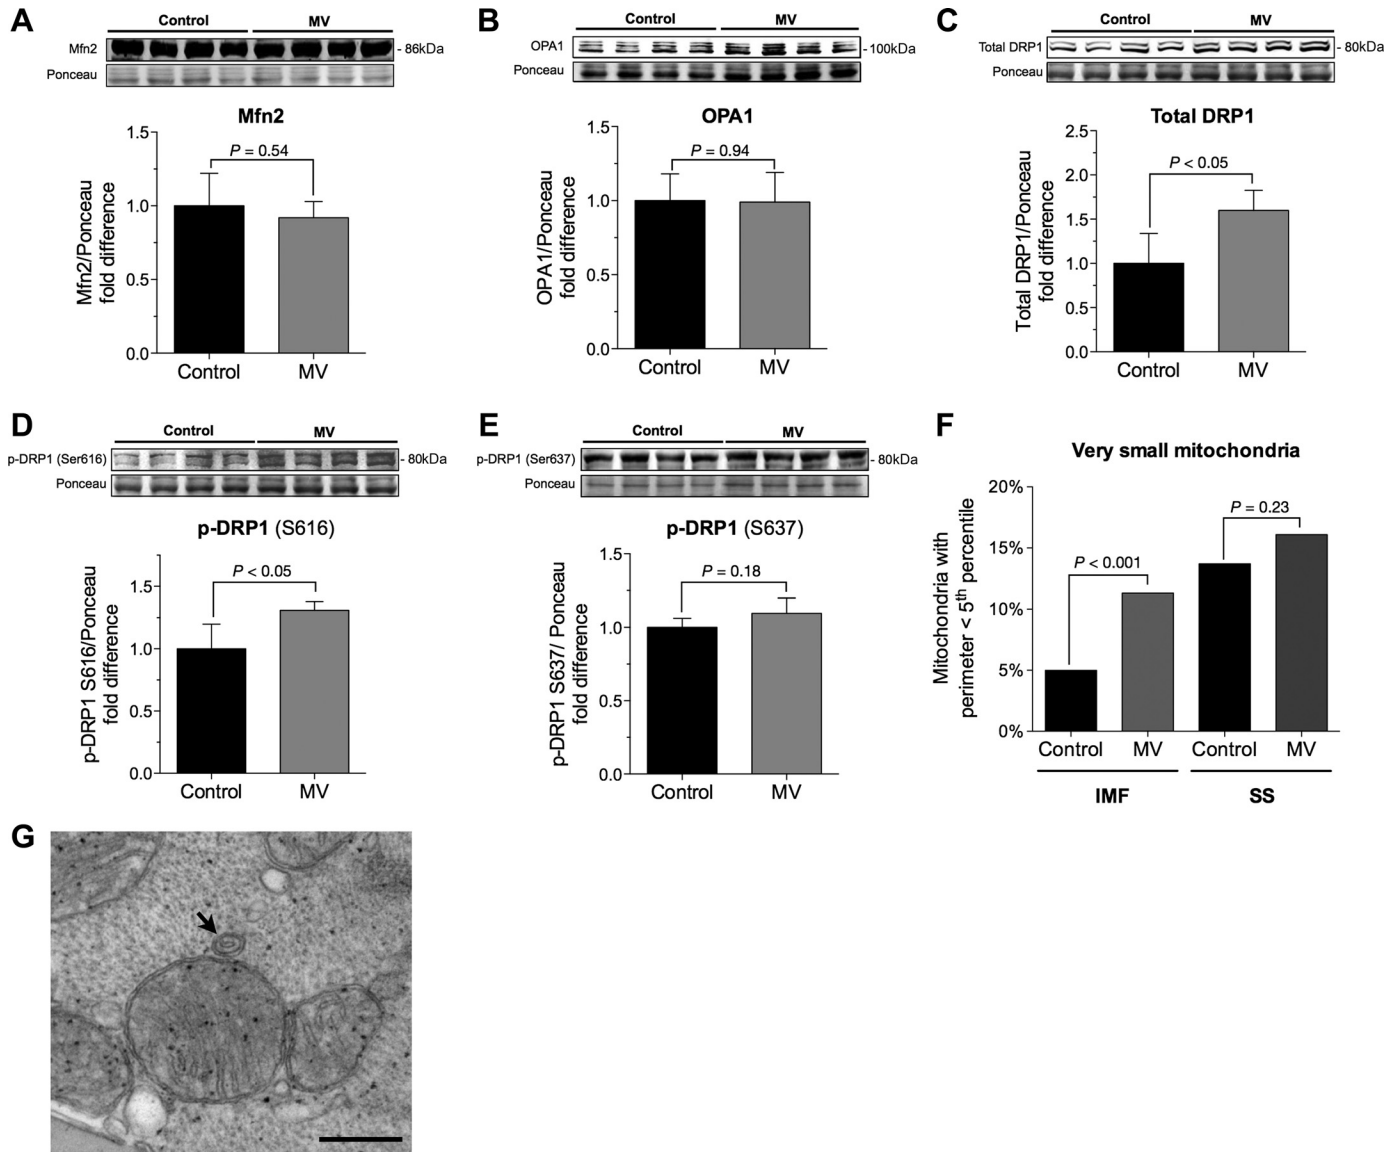 A
Control MV
Mfn2 - 86kDa
Ponceau
Mfn2
P = 0.54
Mfn2/Ponceau
fold difference
1.5
1.0
0.5
0.0
Control MV
B
Control MV
OPA1 - 100kDa
Ponceau
OPA1
P = 0.94
OPA1/Ponceau
fold difference
1.5
1.0
0.5
0.0
Control MV
C
Control MV
Total DRP1 - 80kDa
Ponceau
Total DRP1
P < 0.05
Total DRP1/Ponceau
fold difference
2.5
2.0
1.5
1.0
0.5
0.0
Control MV
D
Control MV
p-DRP1 (Ser616) - 80kDa
Ponceau
p-DRP1 (S616)
P < 0.05
p-DRP1 S616/Ponceau
fold difference
1.5
1.0
0.5
0.0
Control MV
E
Control MV
p-DRP1 (Ser637) - 80kDa
Ponceau
p-DRP1 (S637)
P = 0.18
p-DRP1 S637/ Ponceau
fold difference
1.5
1.0
0.5
0.0
Control MV
F
Very small mitochondria
P < 0.001
P = 0.23
Mitochondria with
perimeter < 5th percentile
20%
15%
10%
5%
0%
Control MV Control MV
IMF SS
G